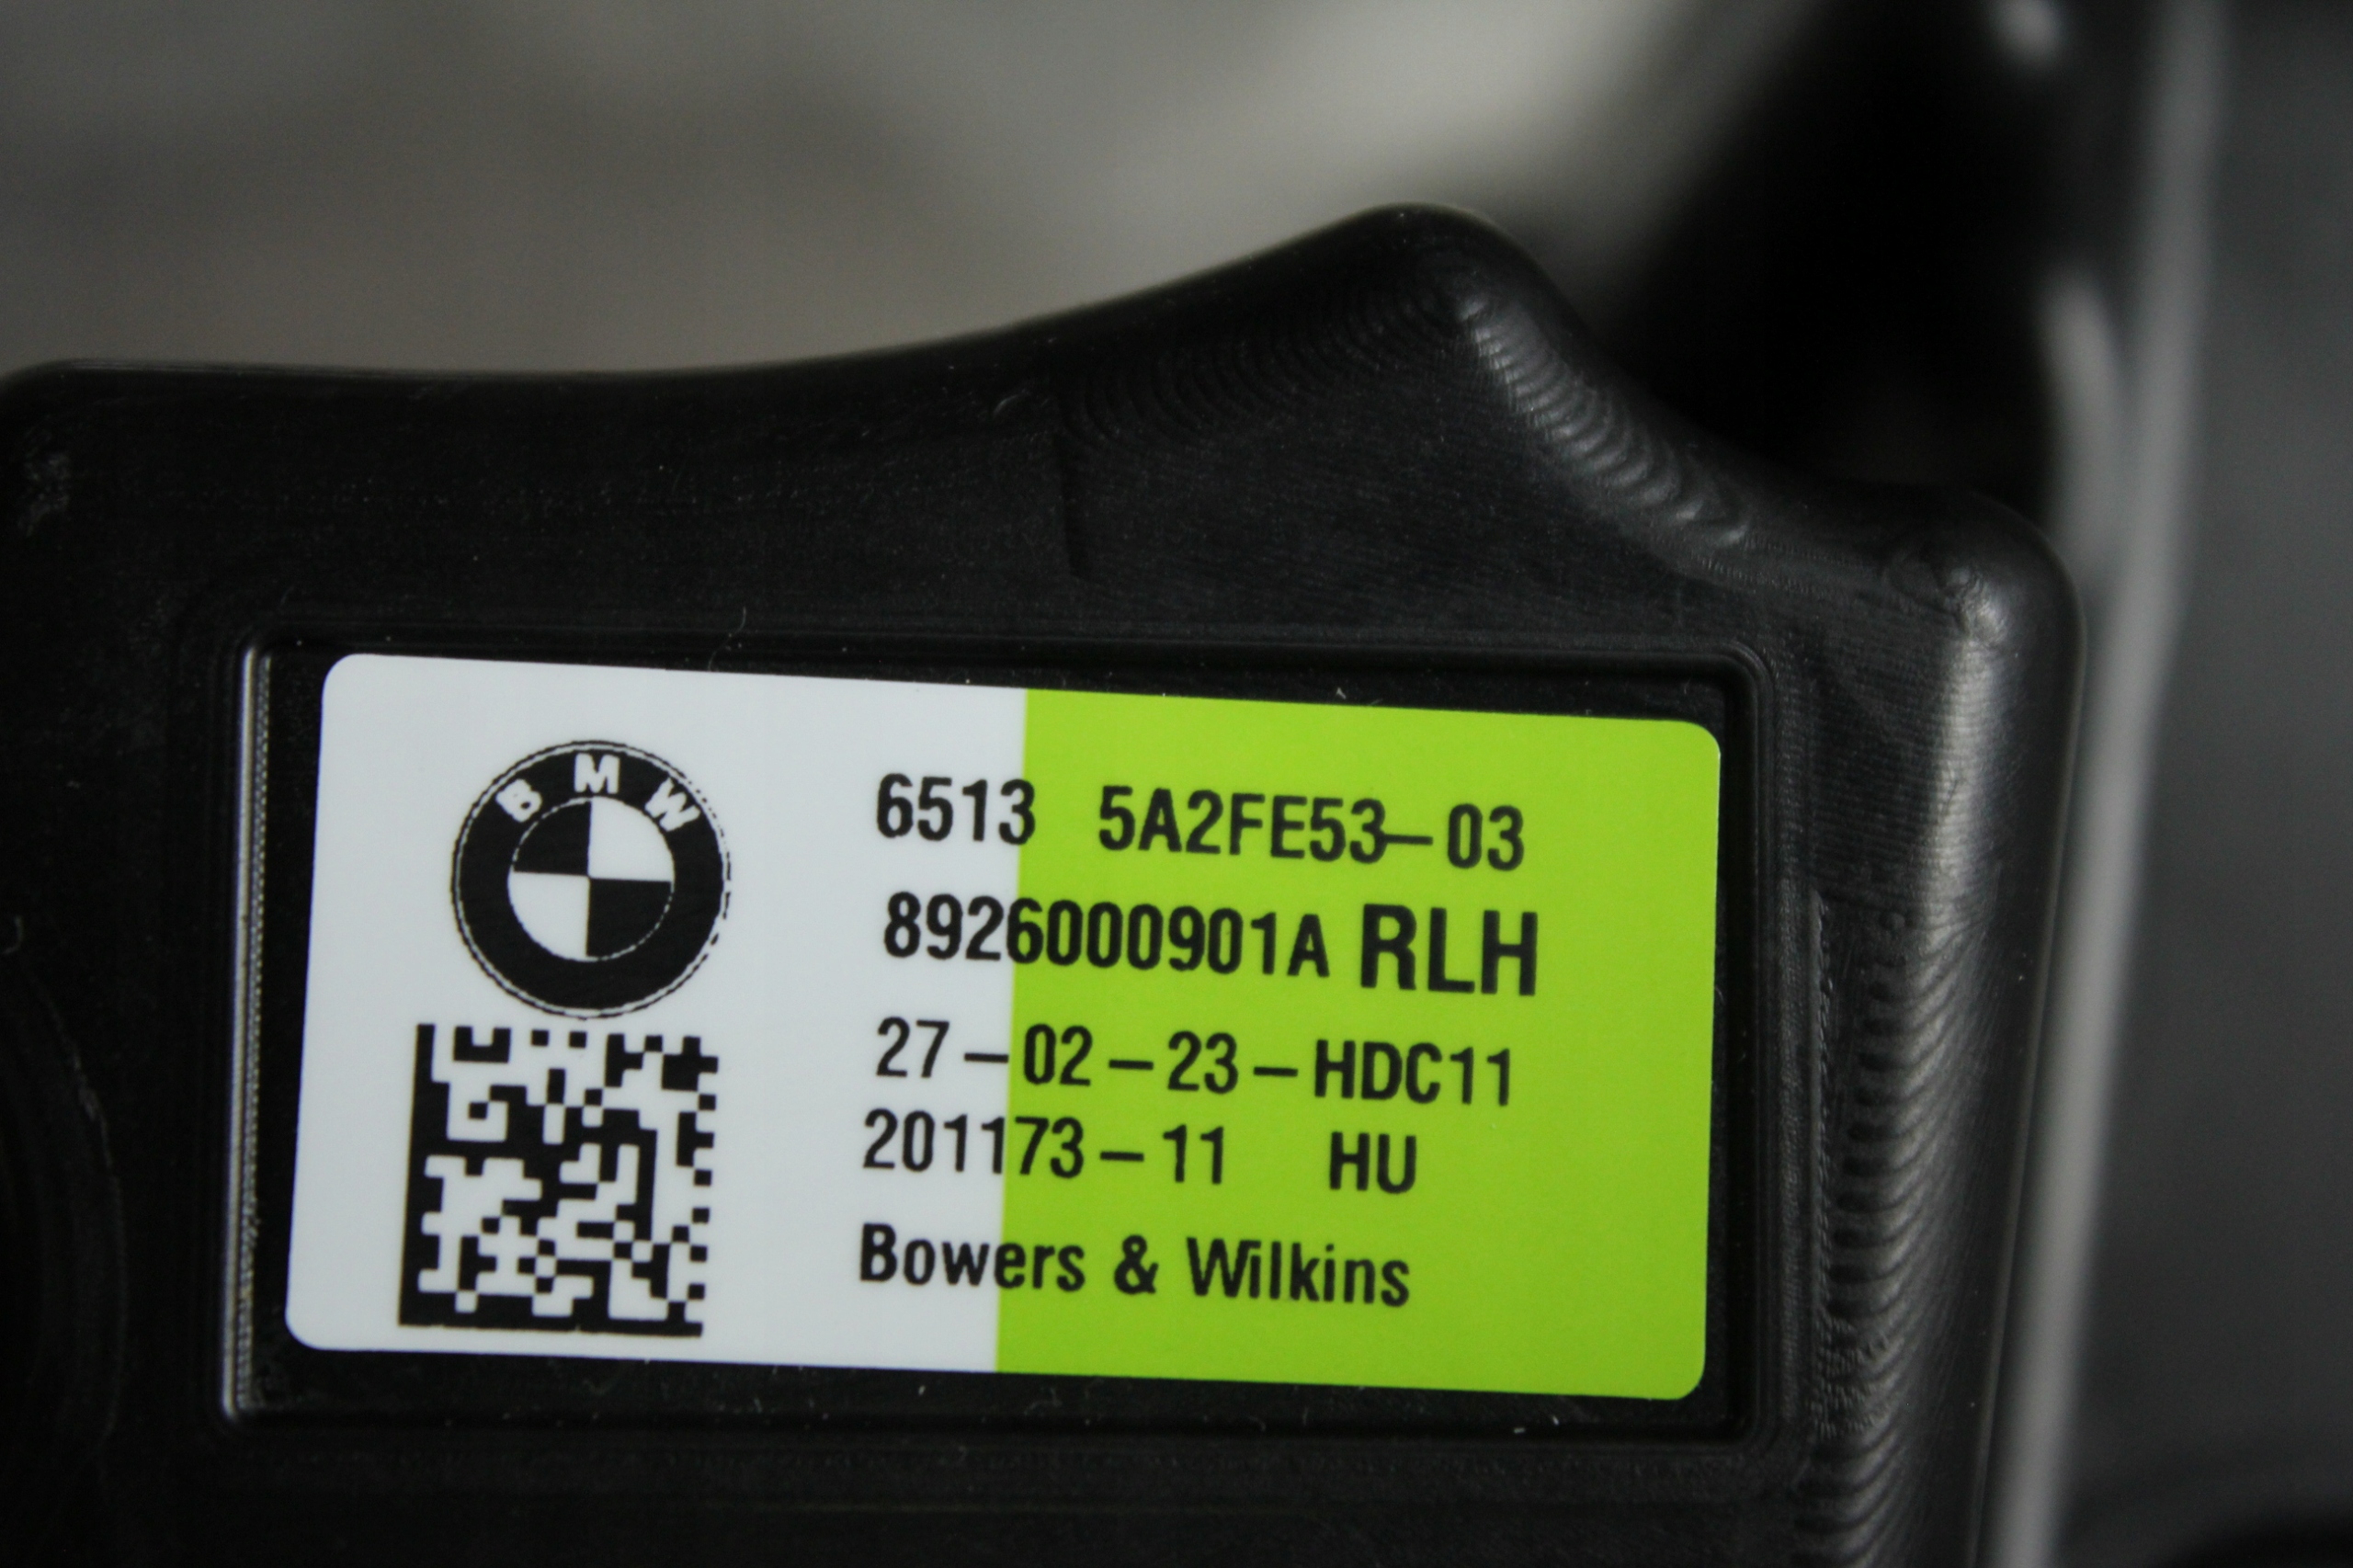 BMW
6513 5A2FE53-03
8926000901A RLH
27-02-23-HDC11
201173-11 HU
Bowers & Wilkins